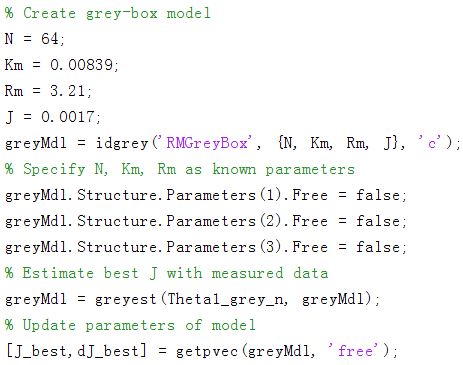 % Create grey-box model
N = 64;
Km = 0.00839;
Rm = 3.21;
J = 0.0017;
greyMdl = idgrey('RMGreyBox', {N, Km, Rm, J}, 'c');
% Specify N, Km, Rm as known parameters
greyMdl.Structure.Parameters(1).Free = false;
greyMdl.Structure.Parameters(2).Free = false;
greyMdl.Structure.Parameters(3).Free = false;
% Estimate best J with measured data
greyMdl = greyest(Theta1_grey_n, greyMdl);
% Update parameters of model
[J_best,dJ_best] = getpvec(greyMdl, 'free');